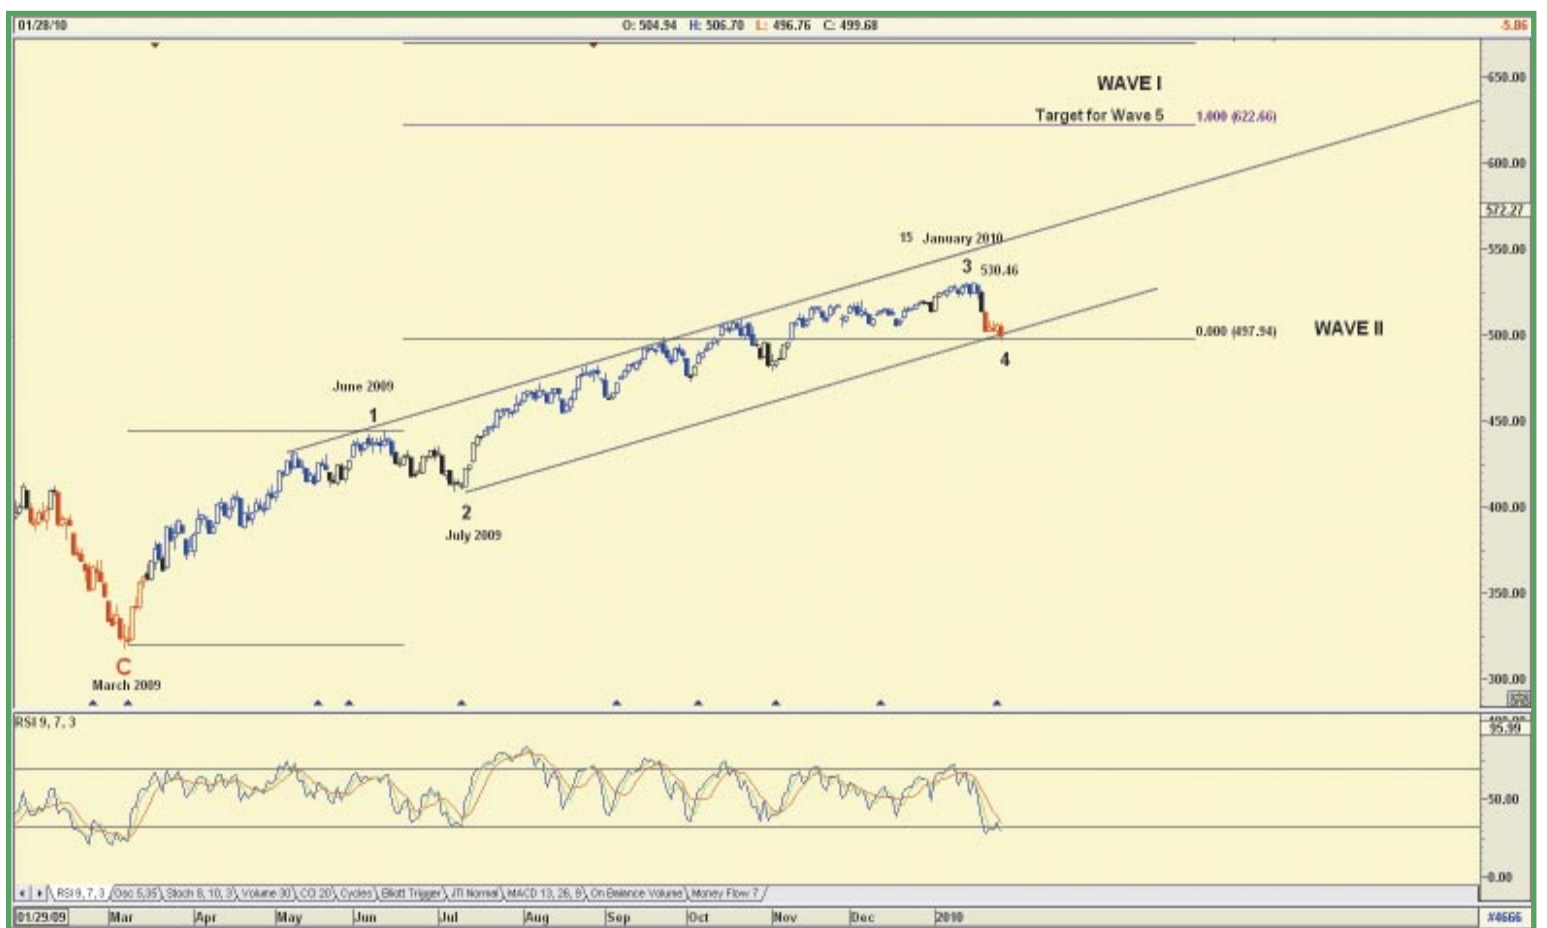 01/28/10 O: 504.94 H: 506.70 L: 496.76 C: 499.68 -5.86
650.00
WAVE I
Target for Wave 5 1.000 (622.66)
600.00
572.27
550.00
15 January 2010
3 530.46
500.00
0.000 (497.94) WAVE II
4
450.00
June 2009
1
400.00
2
July 2009
350.00
300.00
C
March 2009
RSI 9, 7, 3
95.99
50.00
0.00
RSI 9, 7, 3 Osc 5,35 Stoch 8, 10, 3 Volume 30 CCI 20 Cycles Elliott Trigger JTI Normal MACD 13, 26, 9 On Balance Volume Money Flow 7
01/29/09 Mar Apr May Jun Jul Aug Sep Oct Nov Dec 2010 #4666